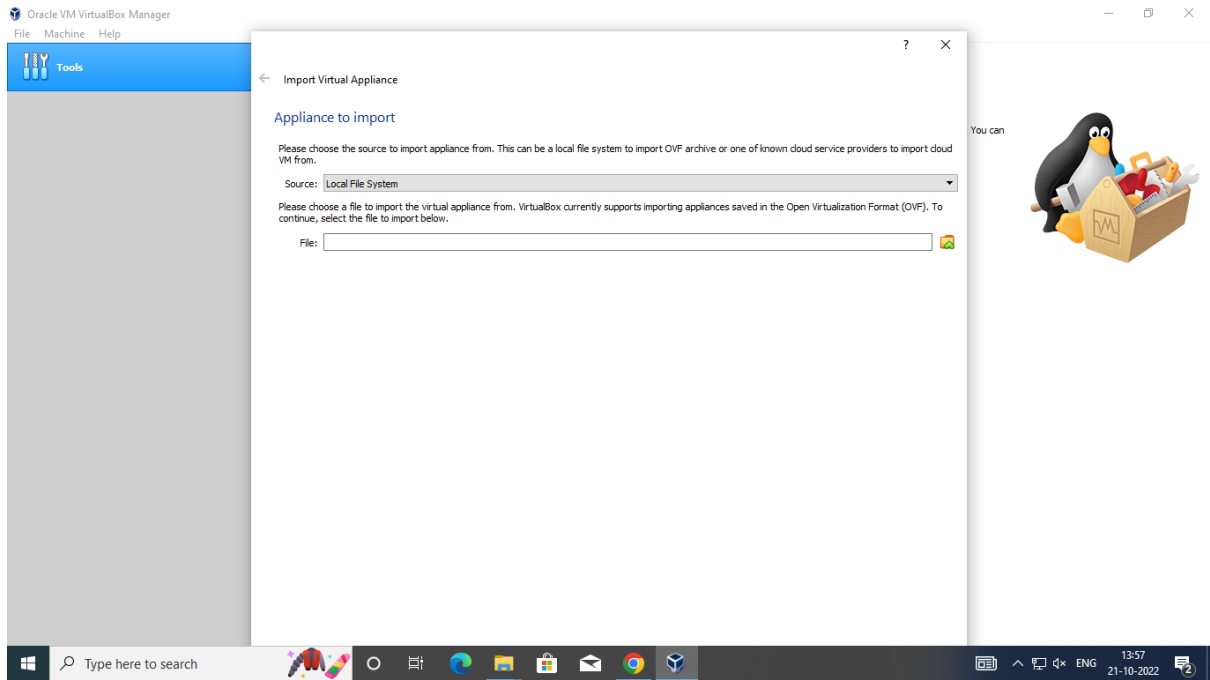 Oracle VM VirtualBox Manager
File Machine Help
Tools
?
Import Virtual Appliance
Appliance to import
You can
Please choose the source to import appliance from. This can be a local file system to import OVF archive or one of known cloud service providers to import cloud
VM from.
Source: Local File System
Please choose a file to import the virtual appliance from. VirtualBox currently supports importing appliances saved in the Open Virtualization Format (OVF). To
continue, select the file to import below.
File:
Type here to search
ENG
13:57
21-10-2022
2